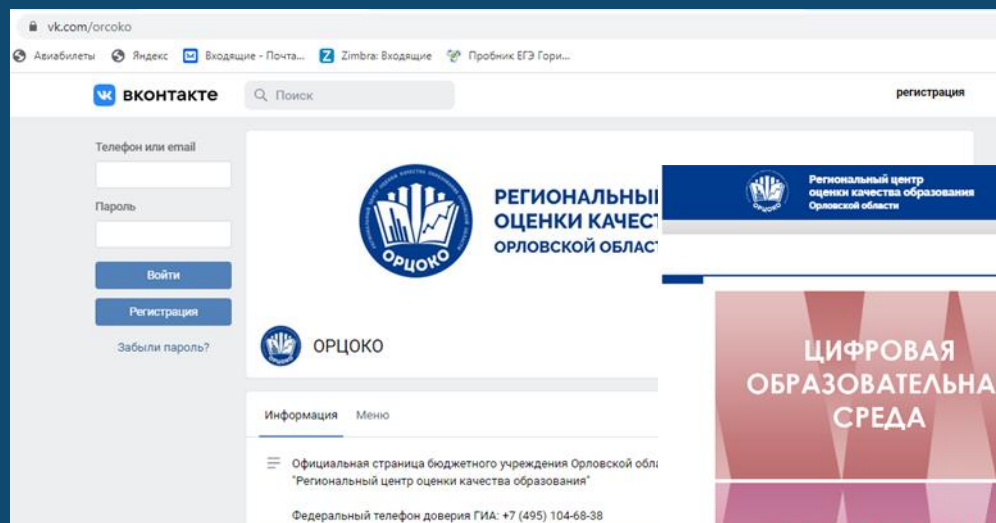 vk.com/orcoko
Авиабилеты Яндекс Входящие - Почта... Zimbra: Входящие Пробник ЕГЭ Гори...
вконтакте Поиск регистрация
Телефон или email
Пароль
Войти
Регистрация
Забыли пароль?
ОРЦОКО
РЕГИОНАЛЬНЫ
ОЦЕНКИ КАЧЕСТ
ОРЛОВСКОЙ ОБЛАС
ОРЦОКО
Информация Меню
Официальная страница бюджетного учреждения Орловской обла
"Региональный центр оценки качества образования"
Федеральный телефон доверия ГИА: +7 (495) 104-68-38
Региональный центр
оценки качества образования
Орловской области
ОРЦОКО
ЦИФРОВАЯ
ОБРАЗОВАТЕЛЬНА
СРЕДА